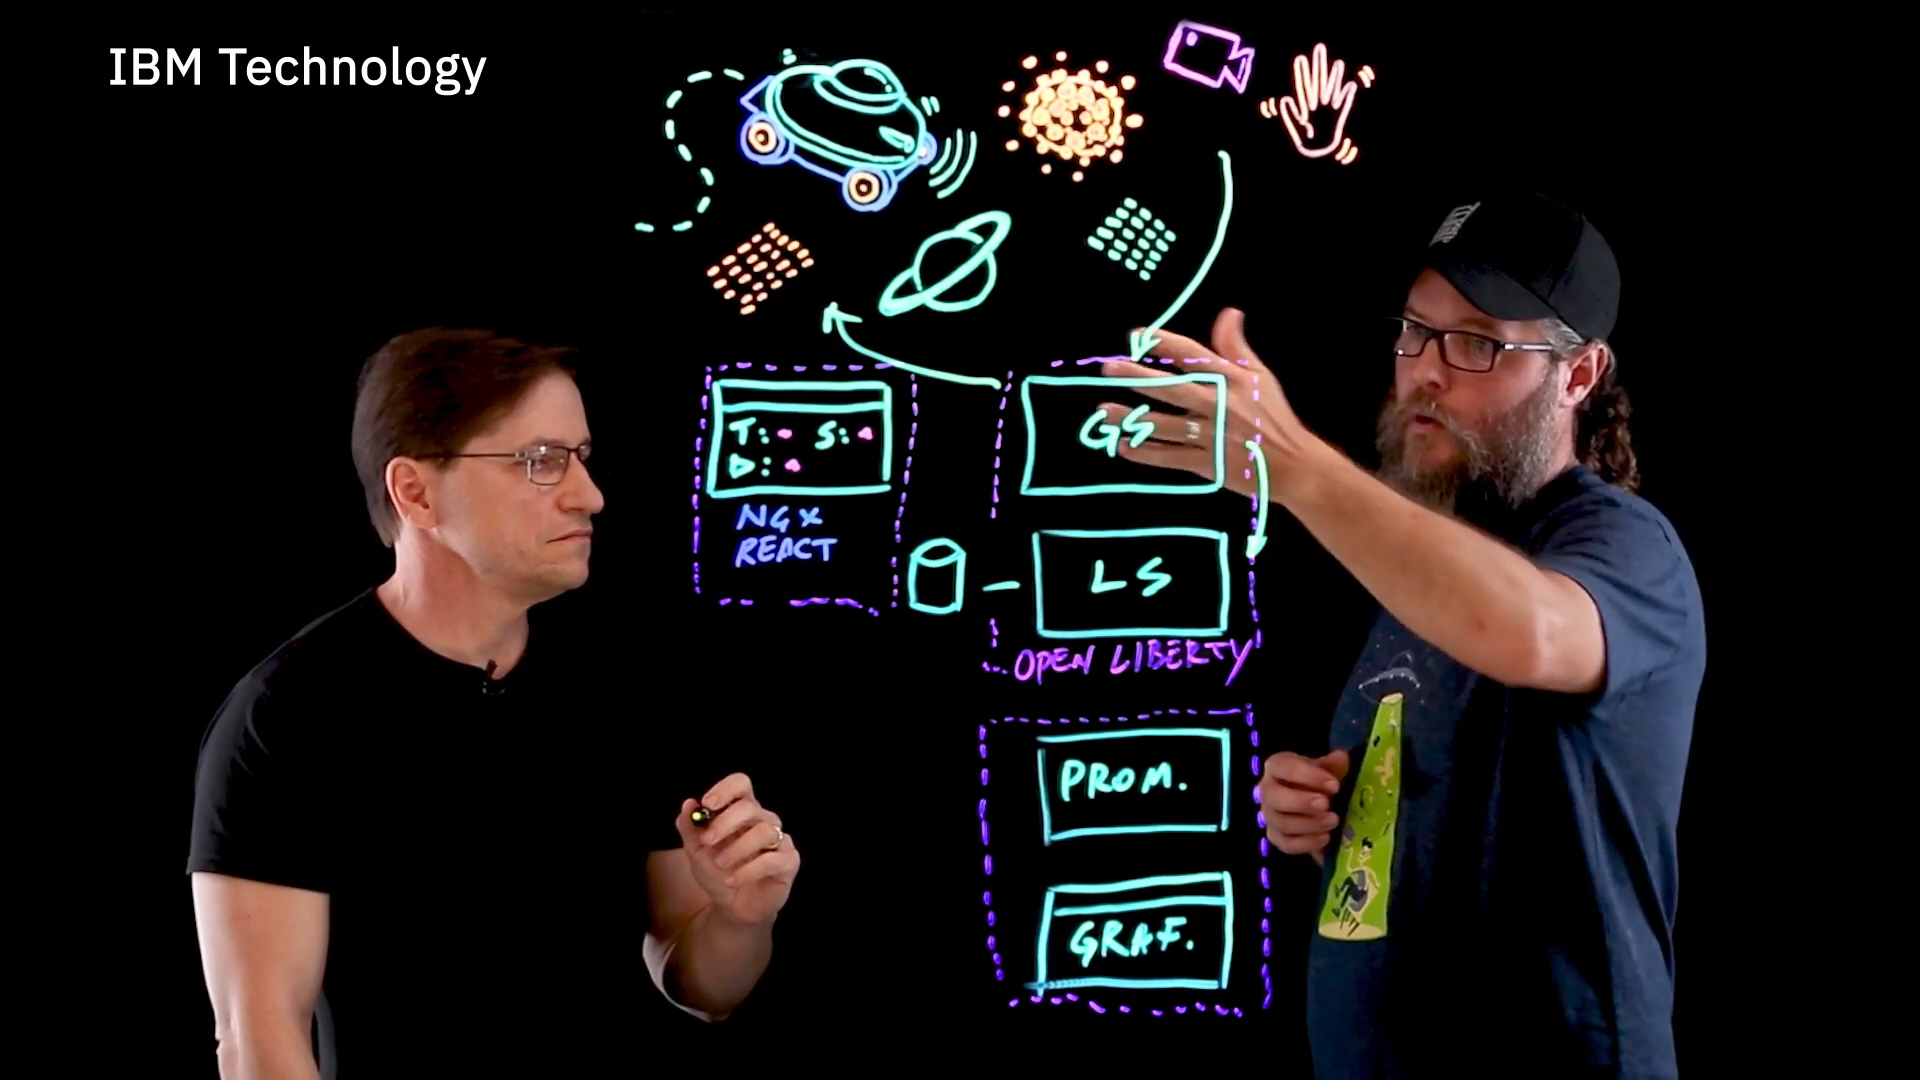 IBM Technology
GS
T: S:
D:
NGX
REACT
LS
OPEN LIBERTY
PROM.
GRAF.